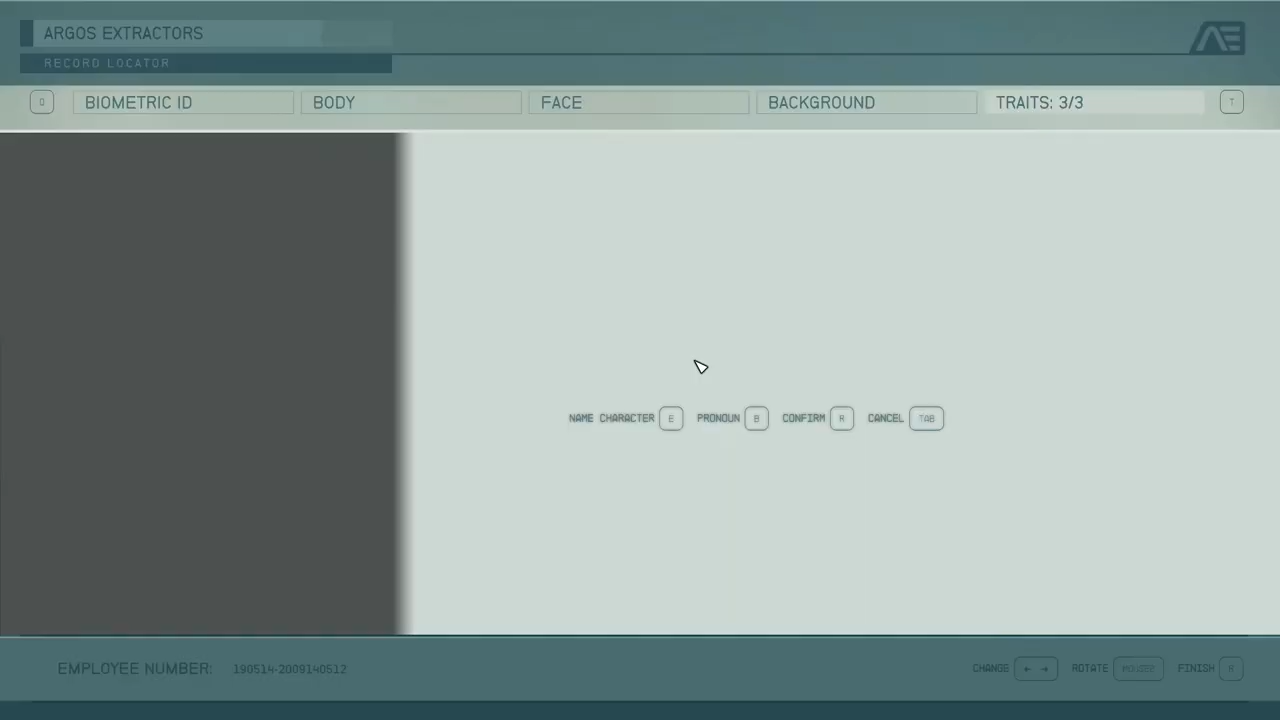 ARGOS EXTRACTORS
RECORD LOCATOR
AE
Q BIOMETRIC ID BODY FACE BACKGROUND TRAITS: 3/3 T
NAME CHARACTER E PRONOUN B CONFIRM R CANCEL TAB
EMPLOYEE NUMBER: 190514-2009140512 CHANGE ← → ROTATE FINISH R